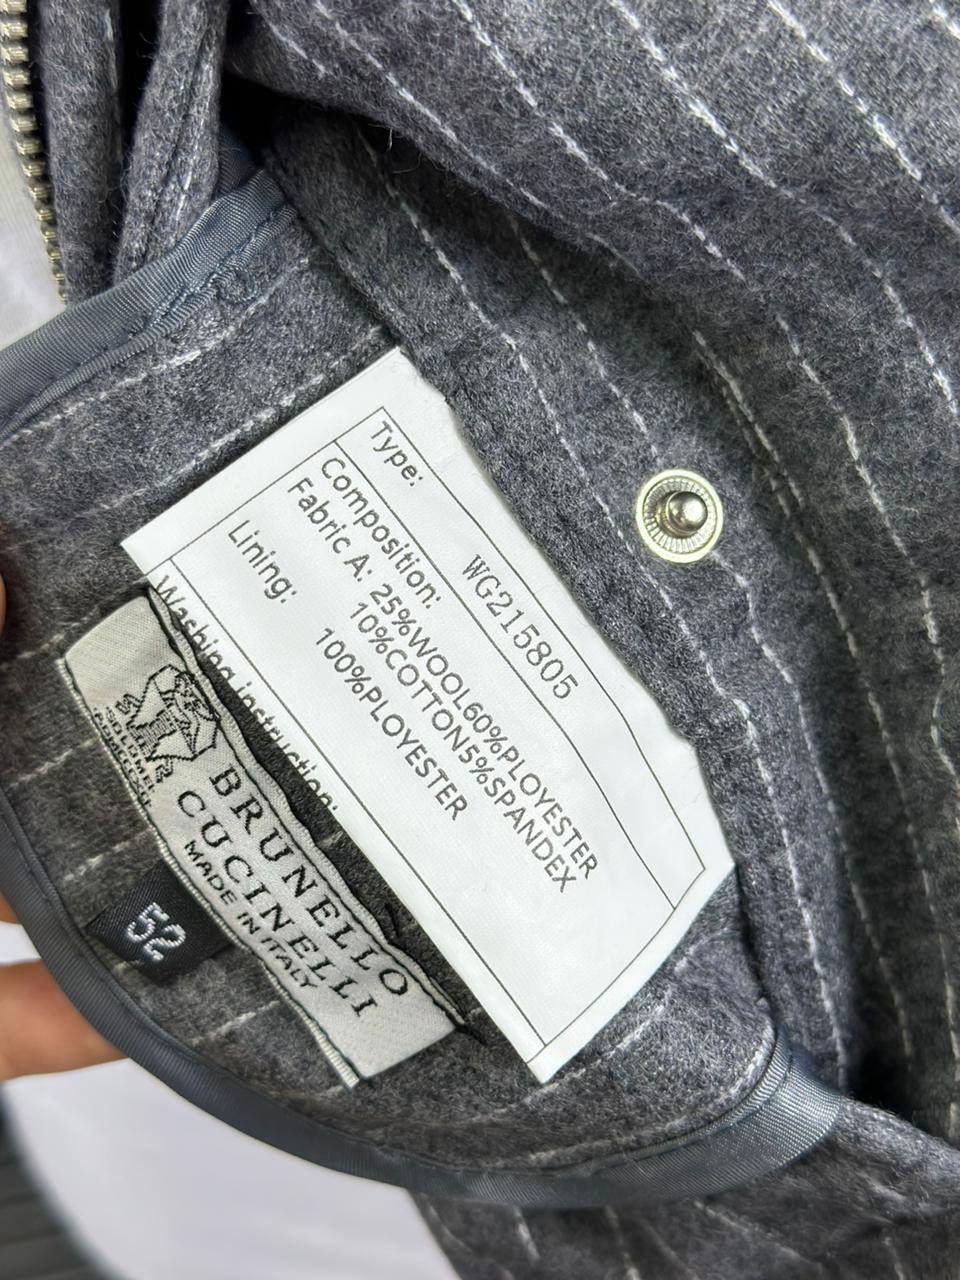 Type:
WG215805
Composition:
Fabric A: 25%WOOL60%PLOYESTER
10%COTTON5%SPANDEX
Lining:
100%PLOYESTER
Washing instruction:
SOLOMEO
BRUNELLO
CUCINELLI
MADE IN ITALY
52